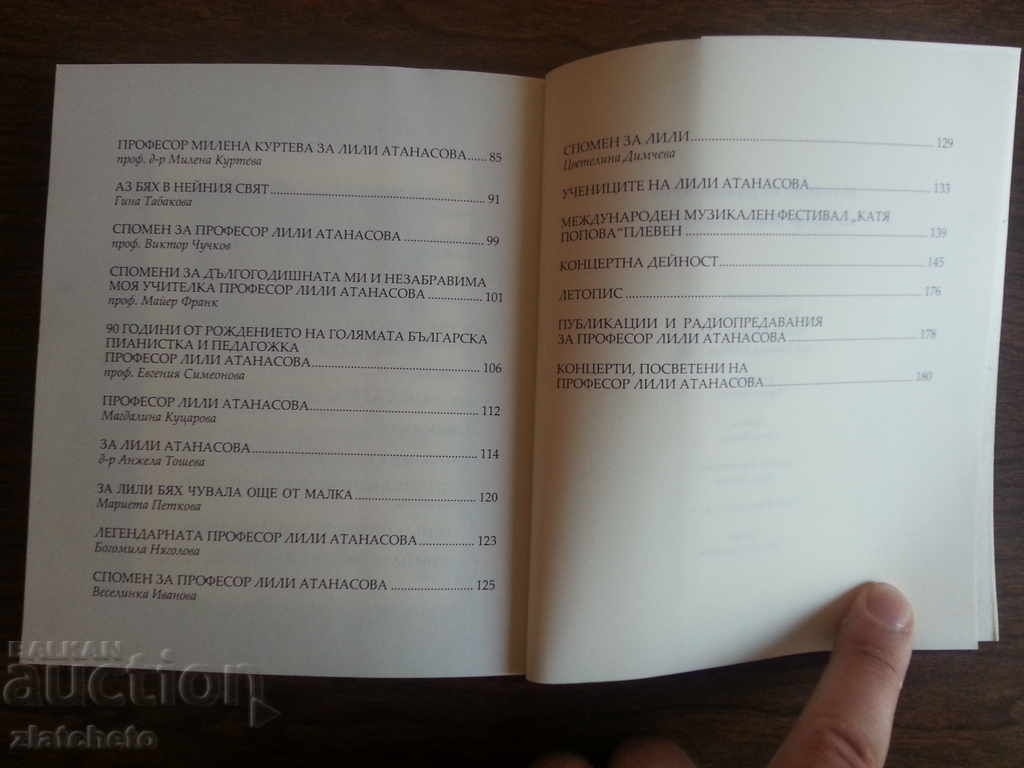 ПРОФЕСОР МИЛЕНА КУРТЕВА ЗА ЛИЛИ АТАНАСОВА..... 85
проф. д-р Милена Куртева
АЗ БЯХ В НЕЙНИЯ СВЯТ.......... 91
Гина Табакова
СПОМЕН ЗА ПРОФЕСОР ЛИЛИ АТАНАСОВА.......... 99
проф. Виктор Чучков
СПОМЕНИ ЗА ДЪЛГОГОДИШНАТА МИ И НЕЗАБРАВИМА
МОЯ УЧИТЕЛКА ПРОФЕСОР ЛИЛИ АТАНАСОВА.......... 101
проф. Майер Франк
90 ГОДИНИ ОТ РОЖДЕНИЕТО НА ГОЛЯМАТА БЪЛГАРСКА
ПИАНИСТКА И ПЕДАГОЖКА
ПРОФЕСОР ЛИЛИ АТАНАСОВА.......... 106
проф. Евгения Симеонова
ПРОФЕСОР ЛИЛИ АТАНАСОВА.......... 112
Магдалина Куцарова
ЗА ЛИЛИ АТАНАСОВА.......... 114
д-р Анжела Тошева
ЗА ЛИЛИ БЯХ ЧУВАЛА ОЩЕ ОТ МАЛКА.......... 120
Мариета Петкова
ЛЕГЕНДАРНАТА ПРОФЕСОР ЛИЛИ АТАНАСОВА.......... 123
Богомила Няголова
СПОМЕН ЗА ПРОФЕСОР ЛИЛИ АТАНАСОВА.......... 125
Веселинка Иванова
СПОМЕН ЗА ЛИЛИ.......... 129
Цветелина Димчева
УЧЕНИЦИТЕ НА ЛИЛИ АТАНАСОВА.......... 133
МЕЖДУНАРОДЕН МУЗИКАЛЕН ФЕСТИВАЛ „КАТЯ
ПОПОВА“ ПЛЕВЕН.......... 139
КОНЦЕРТНА ДЕЙНОСТ.......... 145
ЛЕТОПИС.......... 176
ПУБЛИКАЦИИ И РАДИОПРЕДАВАНИЯ
ЗА ПРОФЕСОР ЛИЛИ АТАНАСОВА.......... 178
КОНЦЕРТИ, ПОСВЕТЕНИ НА
ПРОФЕСОР ЛИЛИ АТАНАСОВА.......... 180
BALKAN
auction
zlatcheto